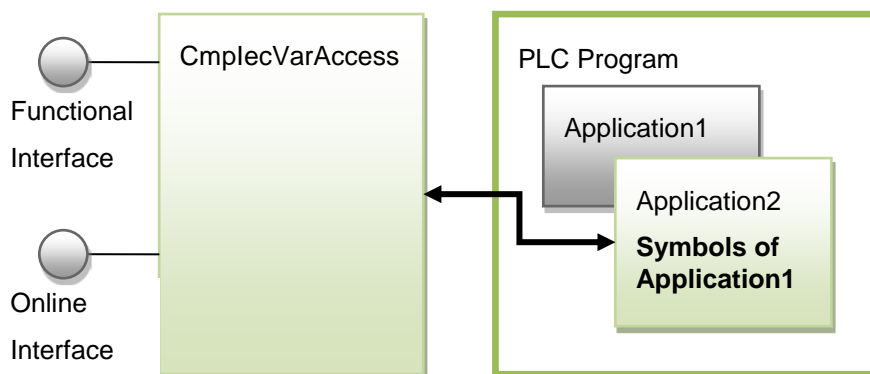 CmpIecVarAccess
Functional
Interface
Online
Interface
PLC Program
Application1
Application2
Symbols of
Application1